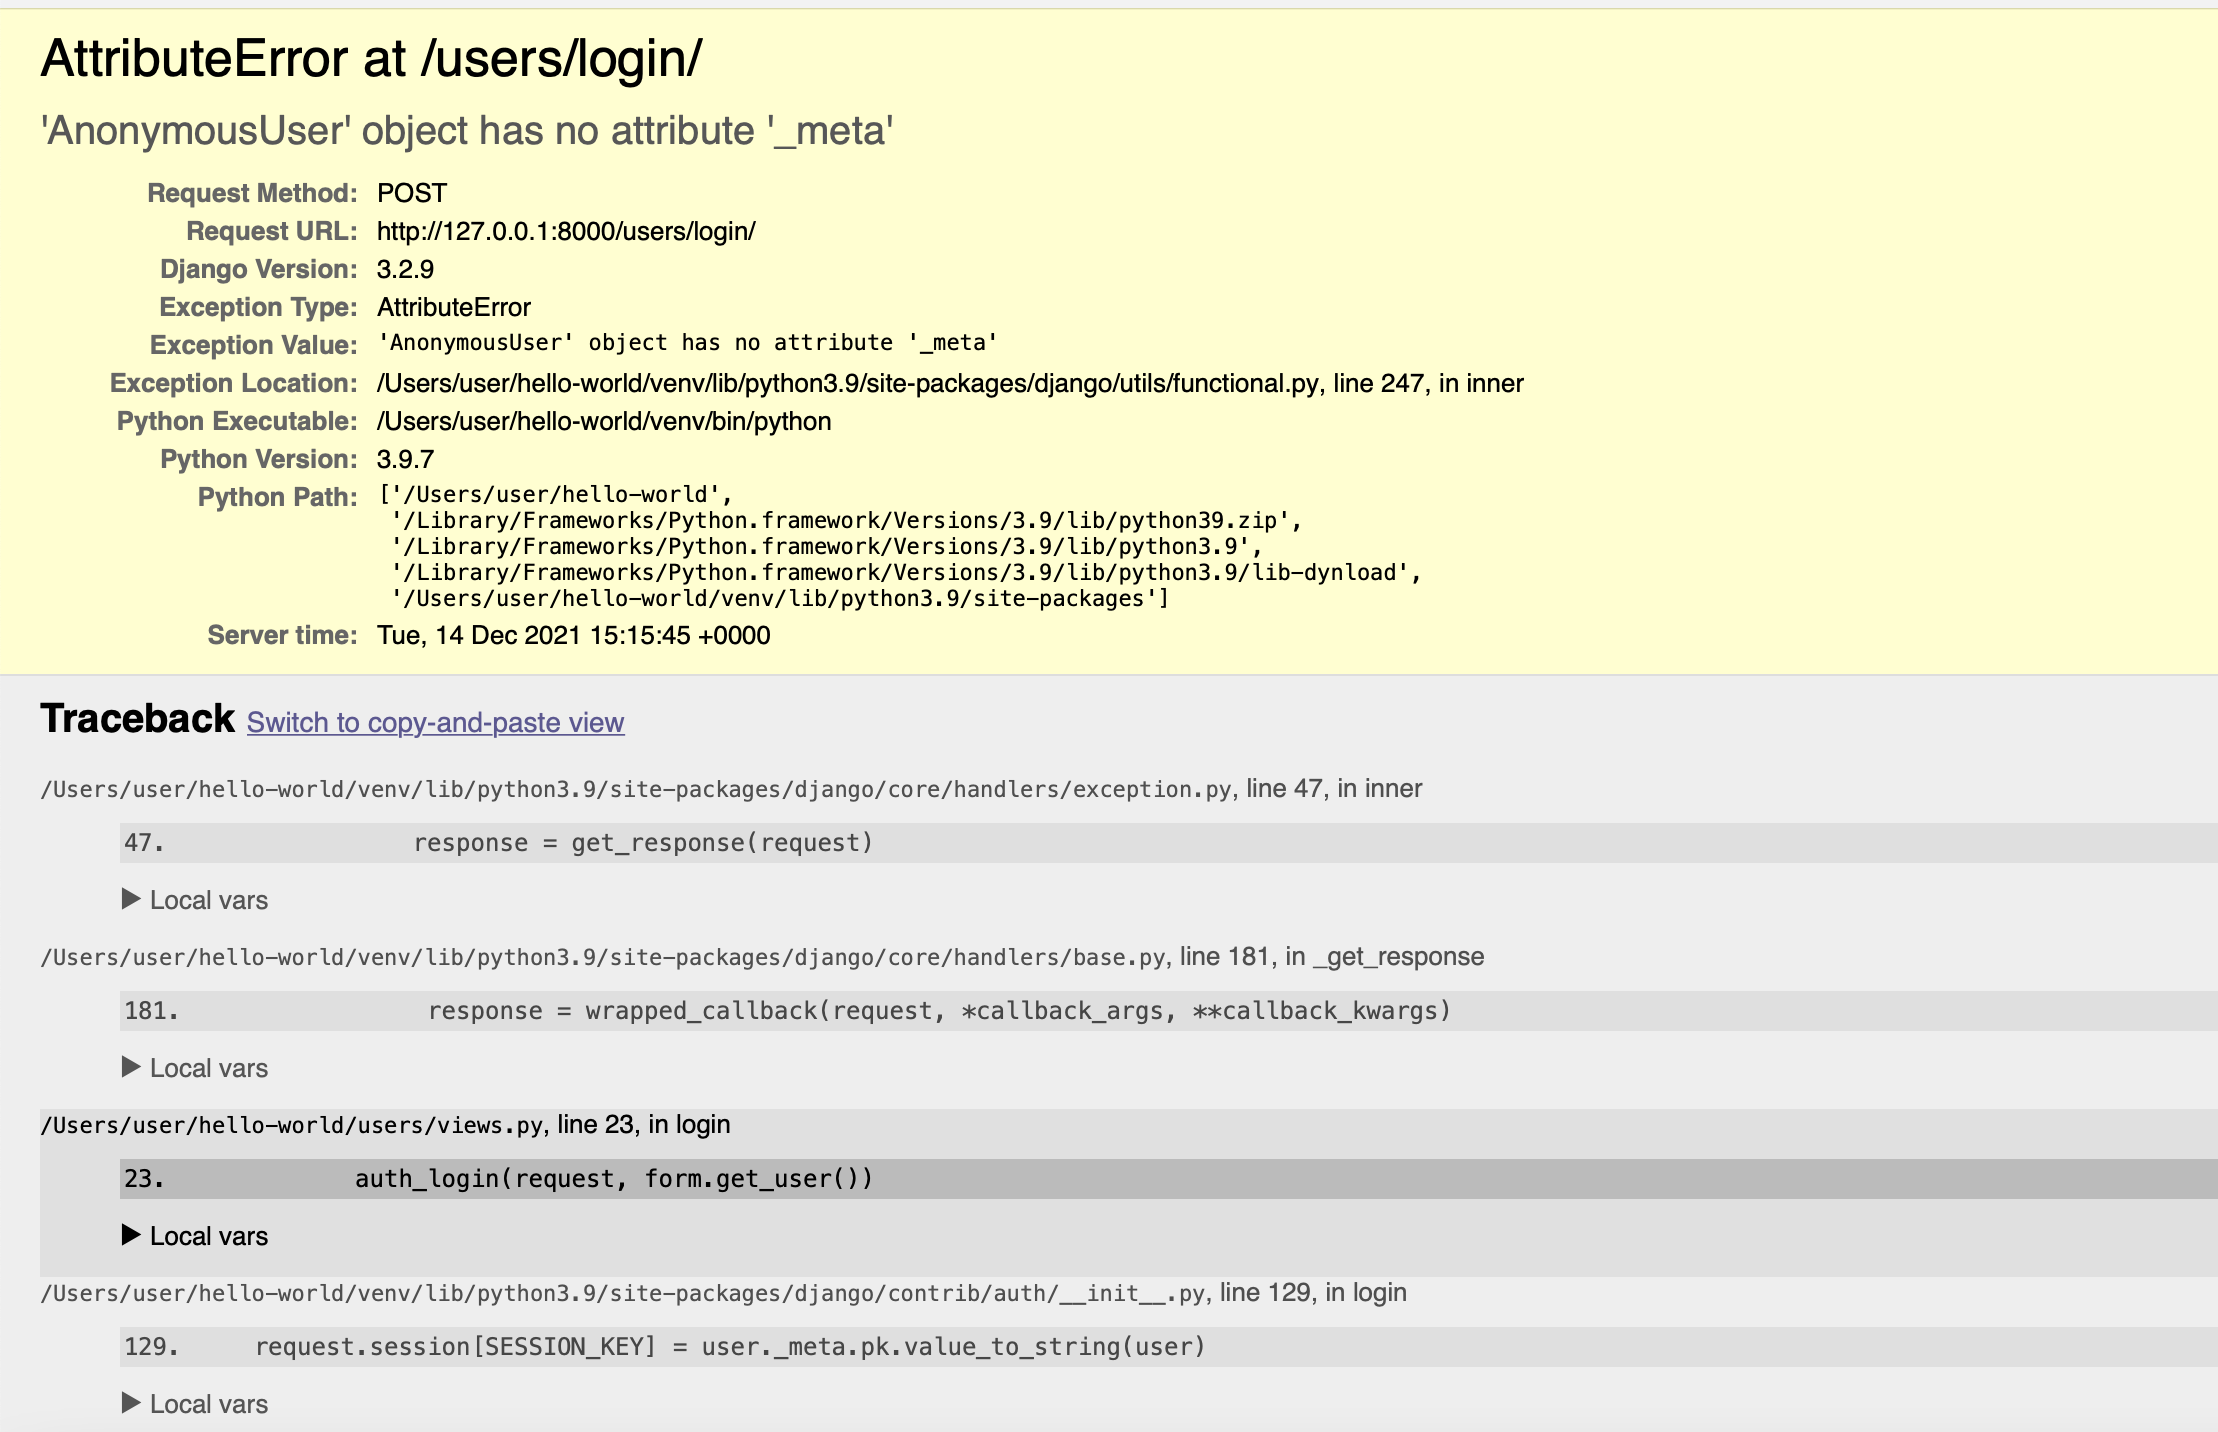 AttributeError at /users/login/
'AnonymousUser' object has no attribute '_meta'
Request Method: POST
Request URL: http://127.0.0.1:8000/users/login/
Django Version: 3.2.9
Exception Type: AttributeError
Exception Value: 'AnonymousUser' object has no attribute '_meta'
Exception Location: /Users/user/hello-world/venv/lib/python3.9/site-packages/django/utils/functional.py, line 247, in inner
Python Executable: /Users/user/hello-world/venv/bin/python
Python Version: 3.9.7
Python Path: ['/Users/user/hello-world',
'/Library/Frameworks/Python.framework/Versions/3.9/lib/python39.zip',
'/Library/Frameworks/Python.framework/Versions/3.9/lib/python3.9',
'/Library/Frameworks/Python.framework/Versions/3.9/lib/python3.9/lib-dynload',
'/Users/user/hello-world/venv/lib/python3.9/site-packages']
Server time: Tue, 14 Dec 2021 15:15:45 +0000
Traceback Switch to copy-and-paste view
/Users/user/hello-world/venv/lib/python3.9/site-packages/django/core/handlers/exception.py, line 47, in inner
47. response = get_response(request)
▶ Local vars
/Users/user/hello-world/venv/lib/python3.9/site-packages/django/core/handlers/base.py, line 181, in _get_response
181. response = wrapped_callback(request, *callback_args, **callback_kwargs)
▶ Local vars
/Users/user/hello-world/users/views.py, line 23, in login
23. auth_login(request, form.get_user())
▶ Local vars
/Users/user/hello-world/venv/lib/python3.9/site-packages/django/contrib/auth/__init__.py, line 129, in login
129. request.session[SESSION_KEY] = user._meta.pk.value_to_string(user)
▶ Local vars